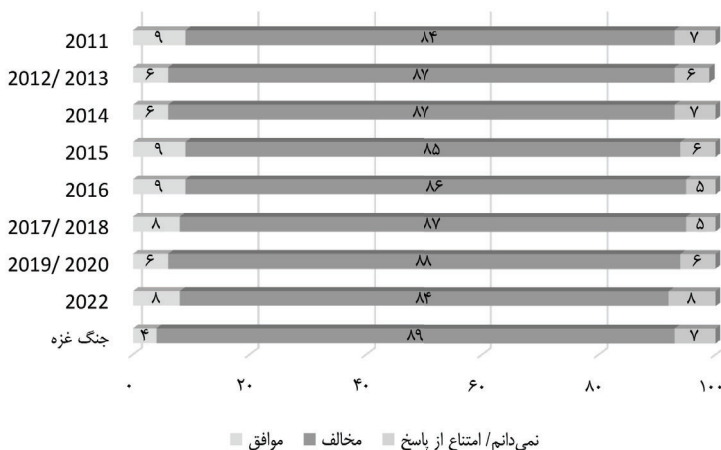 2011 ۹ ۸۴ ۷
2012/ 2013 ۶ ۸۷ ۶
2014 ۶ ۸۷ ۷
2015 ۹ ۸۵ ۶
2016 ۹ ۸۶ ۵
2017/ 2018 ۸ ۸۷ ۵
2019/ 2020 ۶ ۸۸ ۶
2022 ۸ ۸۴ ۸
جنگ غزه ۴ ۸۹ ۷
۰ ۲۰ ۴۰ ۶۰ ۸۰ ۱۰۰
نمی‌دانم/ امتناع از پاسخ مخالف موافق